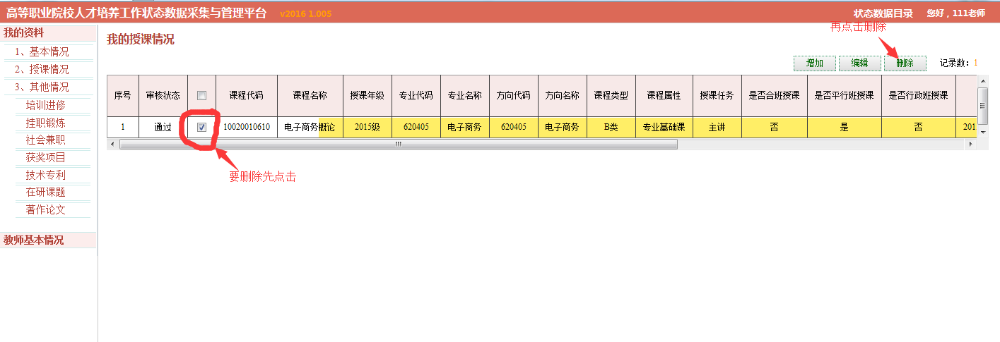 高等职业院校人才培养工作状态数据采集与管理平台 v2016 1.005 状态数据目录 您好，111老师
再点击删除
我的资料
1、基本情况
2、授课情况
3、其他情况
培训进修
挂职锻炼
社会兼职
获奖项目
技术专利
在研课题
著作论文
教师基本情况
我的授课情况
增加 编辑 删除 记录数：1
序号 审核状态 课程代码 课程名称 授课年级 专业代码 专业名称 方向代码 方向名称 课程类型 课程属性 授课任务 是否合班授课 是否平行班授课 是否行政班授课
1 通过 10020010610 电子商务概论 2015级 620405 电子商务 620405 电子商务 B类 专业基础课 主讲 否 是 否 201
要删除先点击